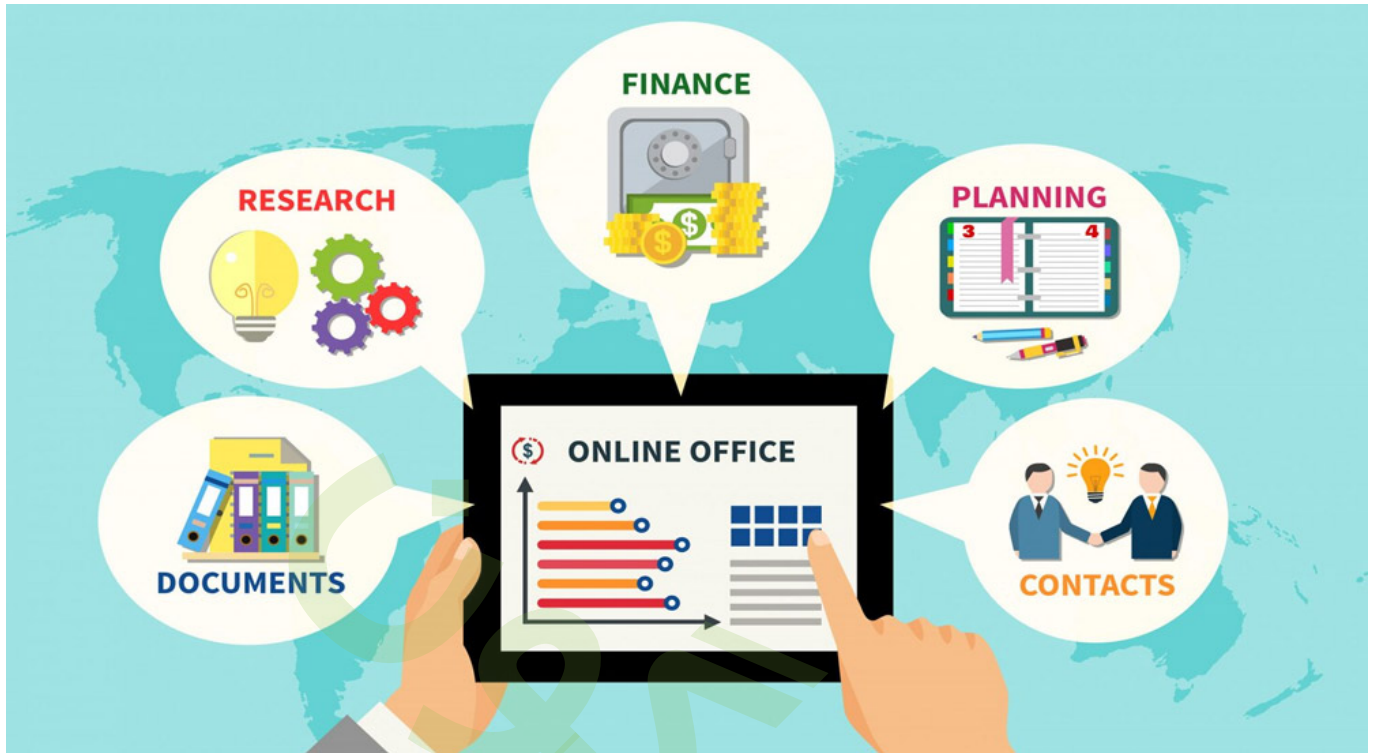 FINANCE
RESEARCH
PLANNING
3 4
$
$
$ ONLINE OFFICE
DOCUMENTS
CONTACTS